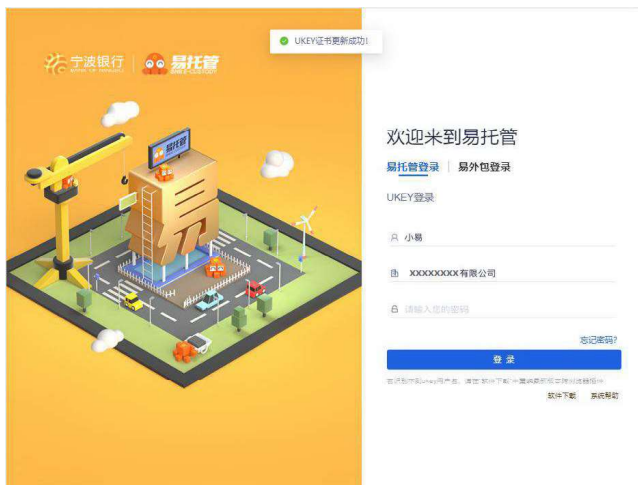 UKEY证书更新成功!
宁波银行
BANK OF NINGBO
易托管
易托管
欢迎来到易托管
易托管登录
易外包登录
UKEY登录
小易
XXXXXXXX有限公司
请输入您的密码
忘记密码?
登 录
软件下载 系统帮助